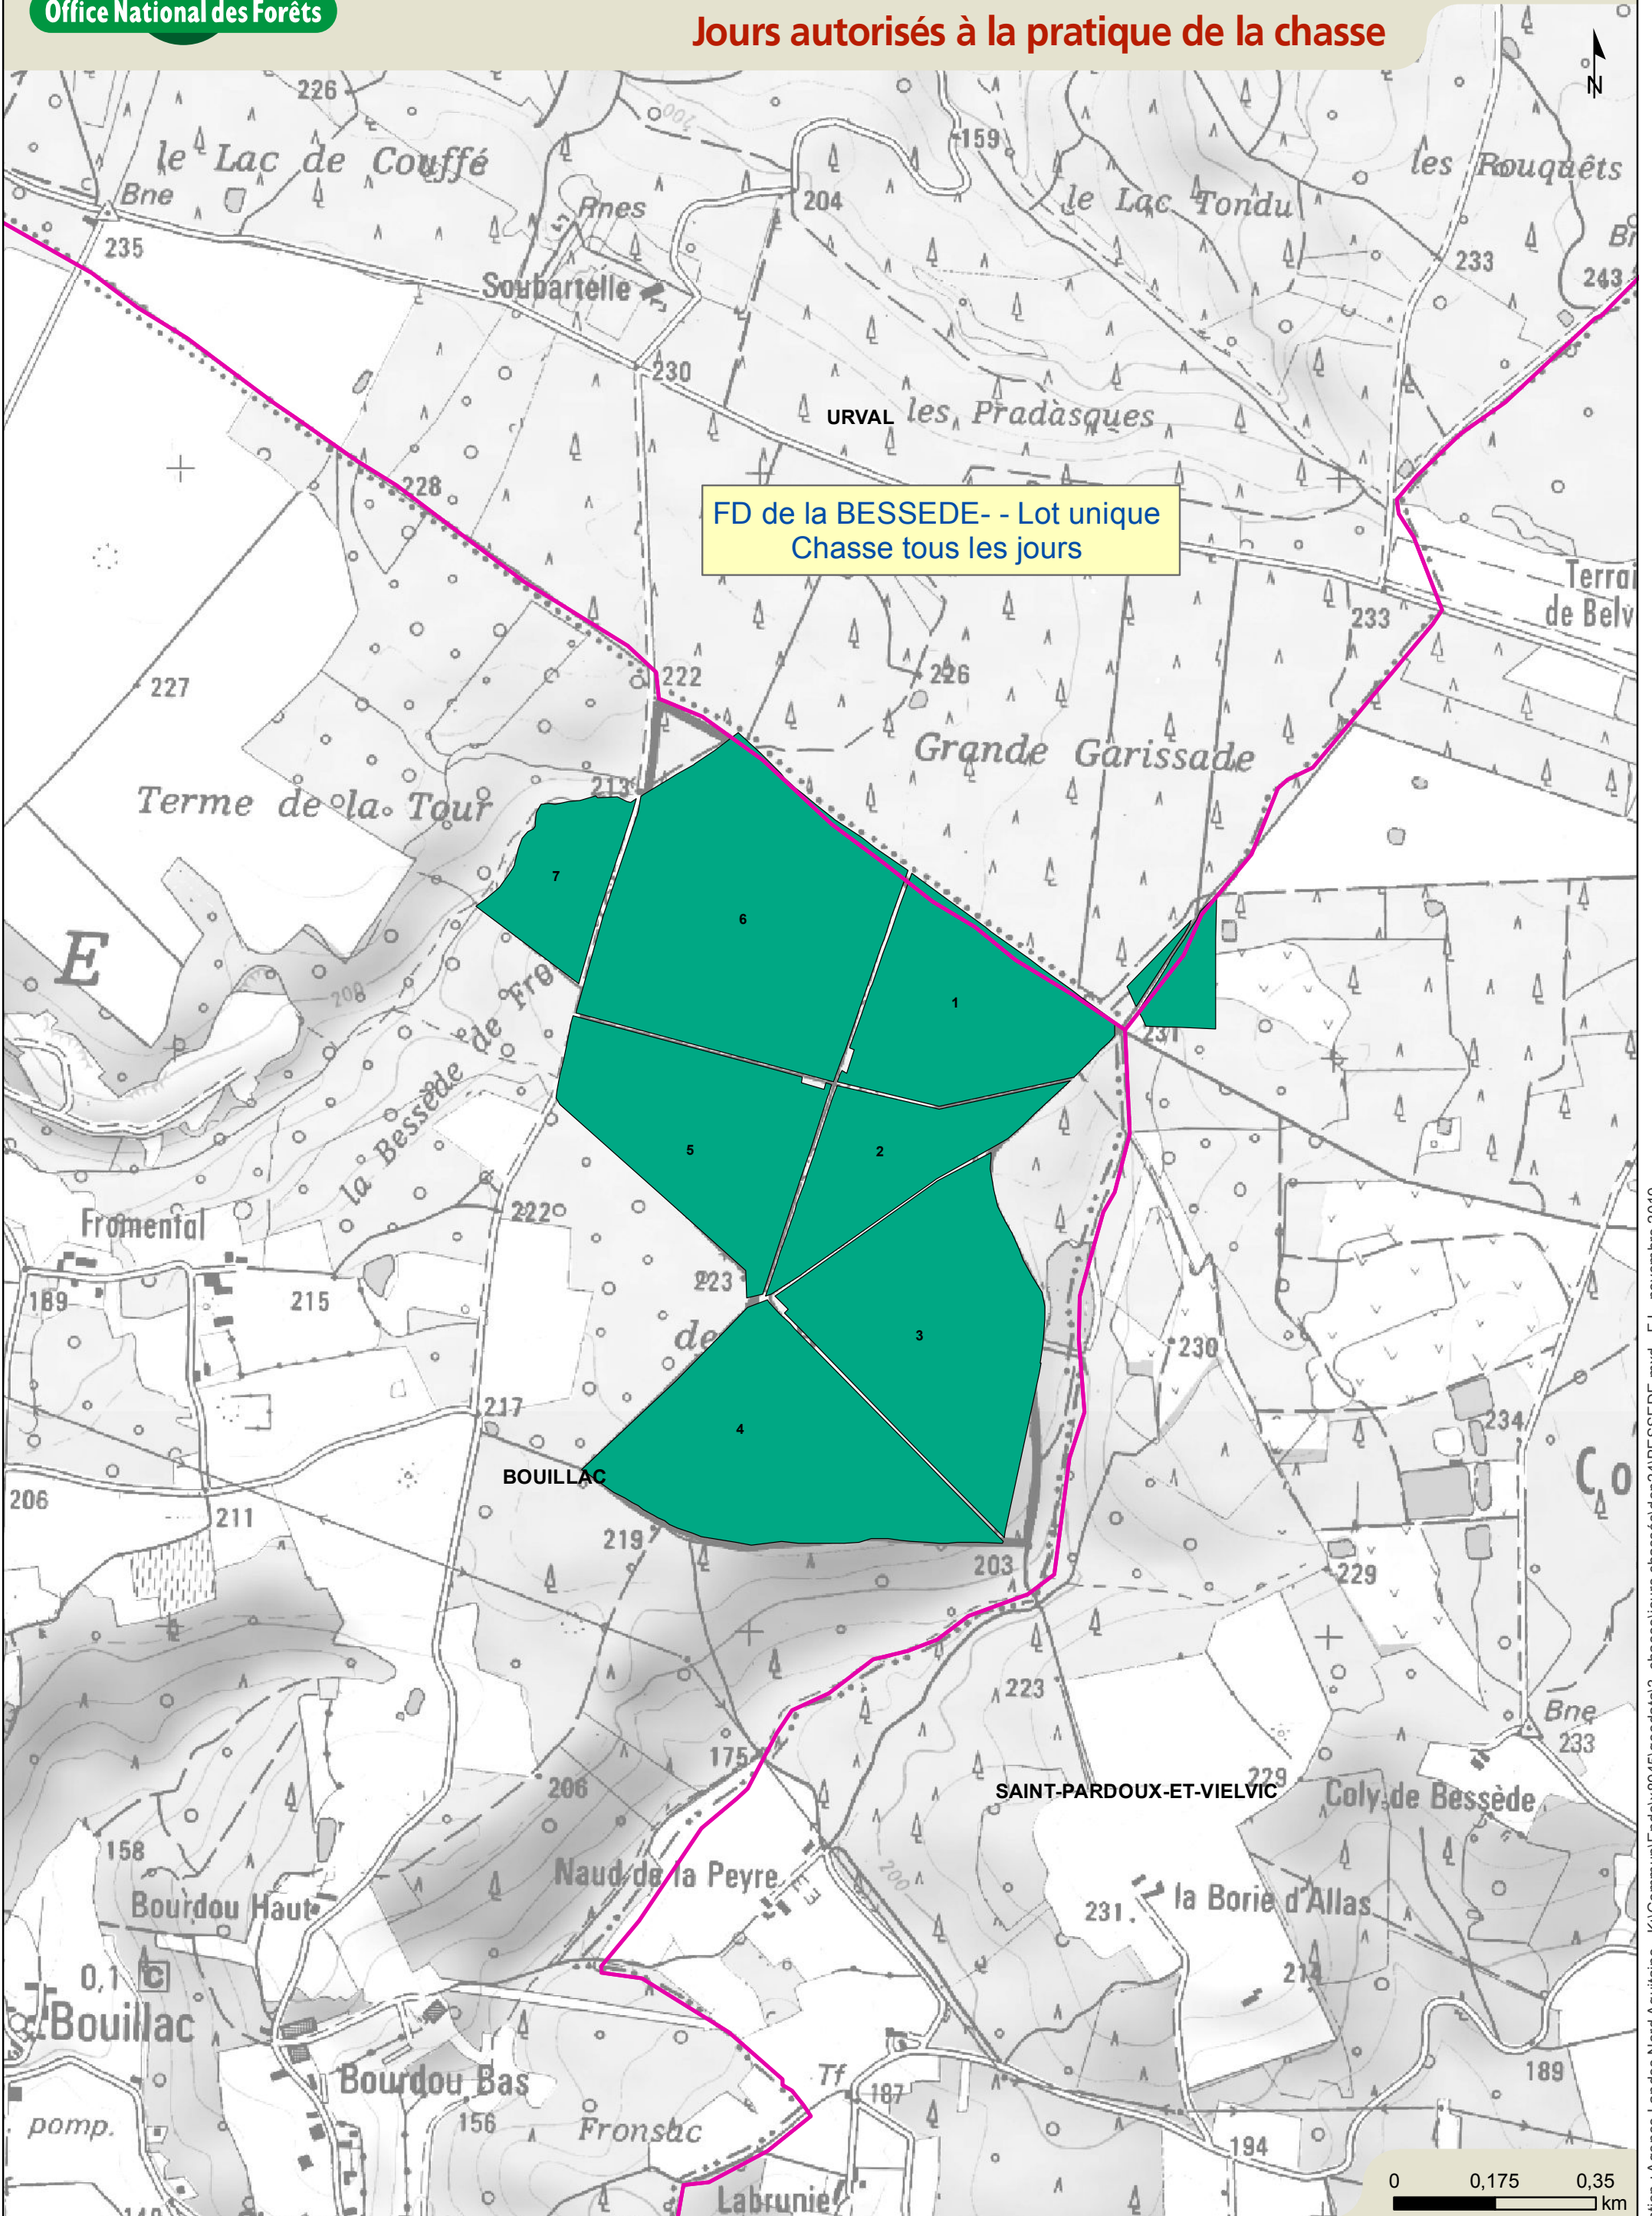 Office National des Forêts
Jours autorisés à la pratique de la chasse
N
226
le Lac de Couffé
Bne
235
Rnes
Soubartelle
204
159
le Lac Tondu
les Rouquêts
233
243
230
URVAL
les Pradasques
228
FD de la BESSEDE- - Lot unique
Chasse tous les jours
233
227
222
226
Grande Garissade
Terme de la Tour
213
7
6
1
E
200
231
la Bessède de
5
2
Fromental
222
189
215
223
de
3
230
217
4
234
BOUILLAC
206
211
219
203
229
223
Bne
233
175
206
SAINT-PARDOUX-ET-VIELVIC
229
Coly de Bessède
158
Naud de la Peyre
200
Bourdou Haut
231
la Borie d'Allas
0,1 C
214
Bouillac
Bourdou Bas
Tf
187
189
pomp.
156
Fronsac
194
Labrunie
0 0,175 0,35
km